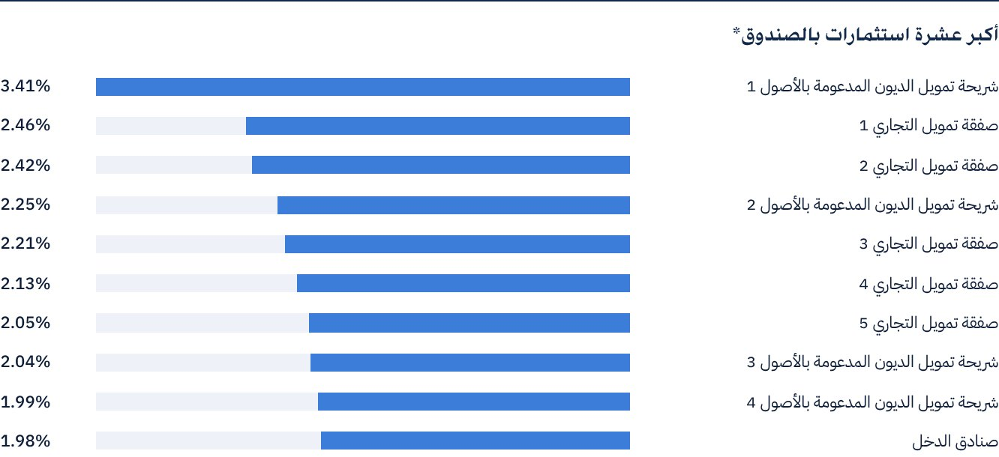 أكبر عشرة استثمارات بالصندوق*
شريحة تمويل الديون المدعومة بالأصول 1 3.41%
صفقة تمويل التجاري 1 2.46%
صفقة تمويل التجاري 2 2.42%
شريحة تمويل الديون المدعومة بالأصول 2 2.25%
صفقة تمويل التجاري 3 2.21%
صفقة تمويل التجاري 4 2.13%
صفقة تمويل التجاري 5 2.05%
شريحة تمويل الديون المدعومة بالأصول 3 2.04%
شريحة تمويل الديون المدعومة بالأصول 4 1.99%
صنادق الدخل 1.98%